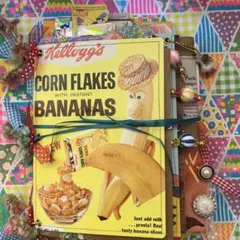 Kellogg's
CORN FLAKES
WITH INSTANT
BANANAS
Just add milk
...presto! Real
tasty banana slices